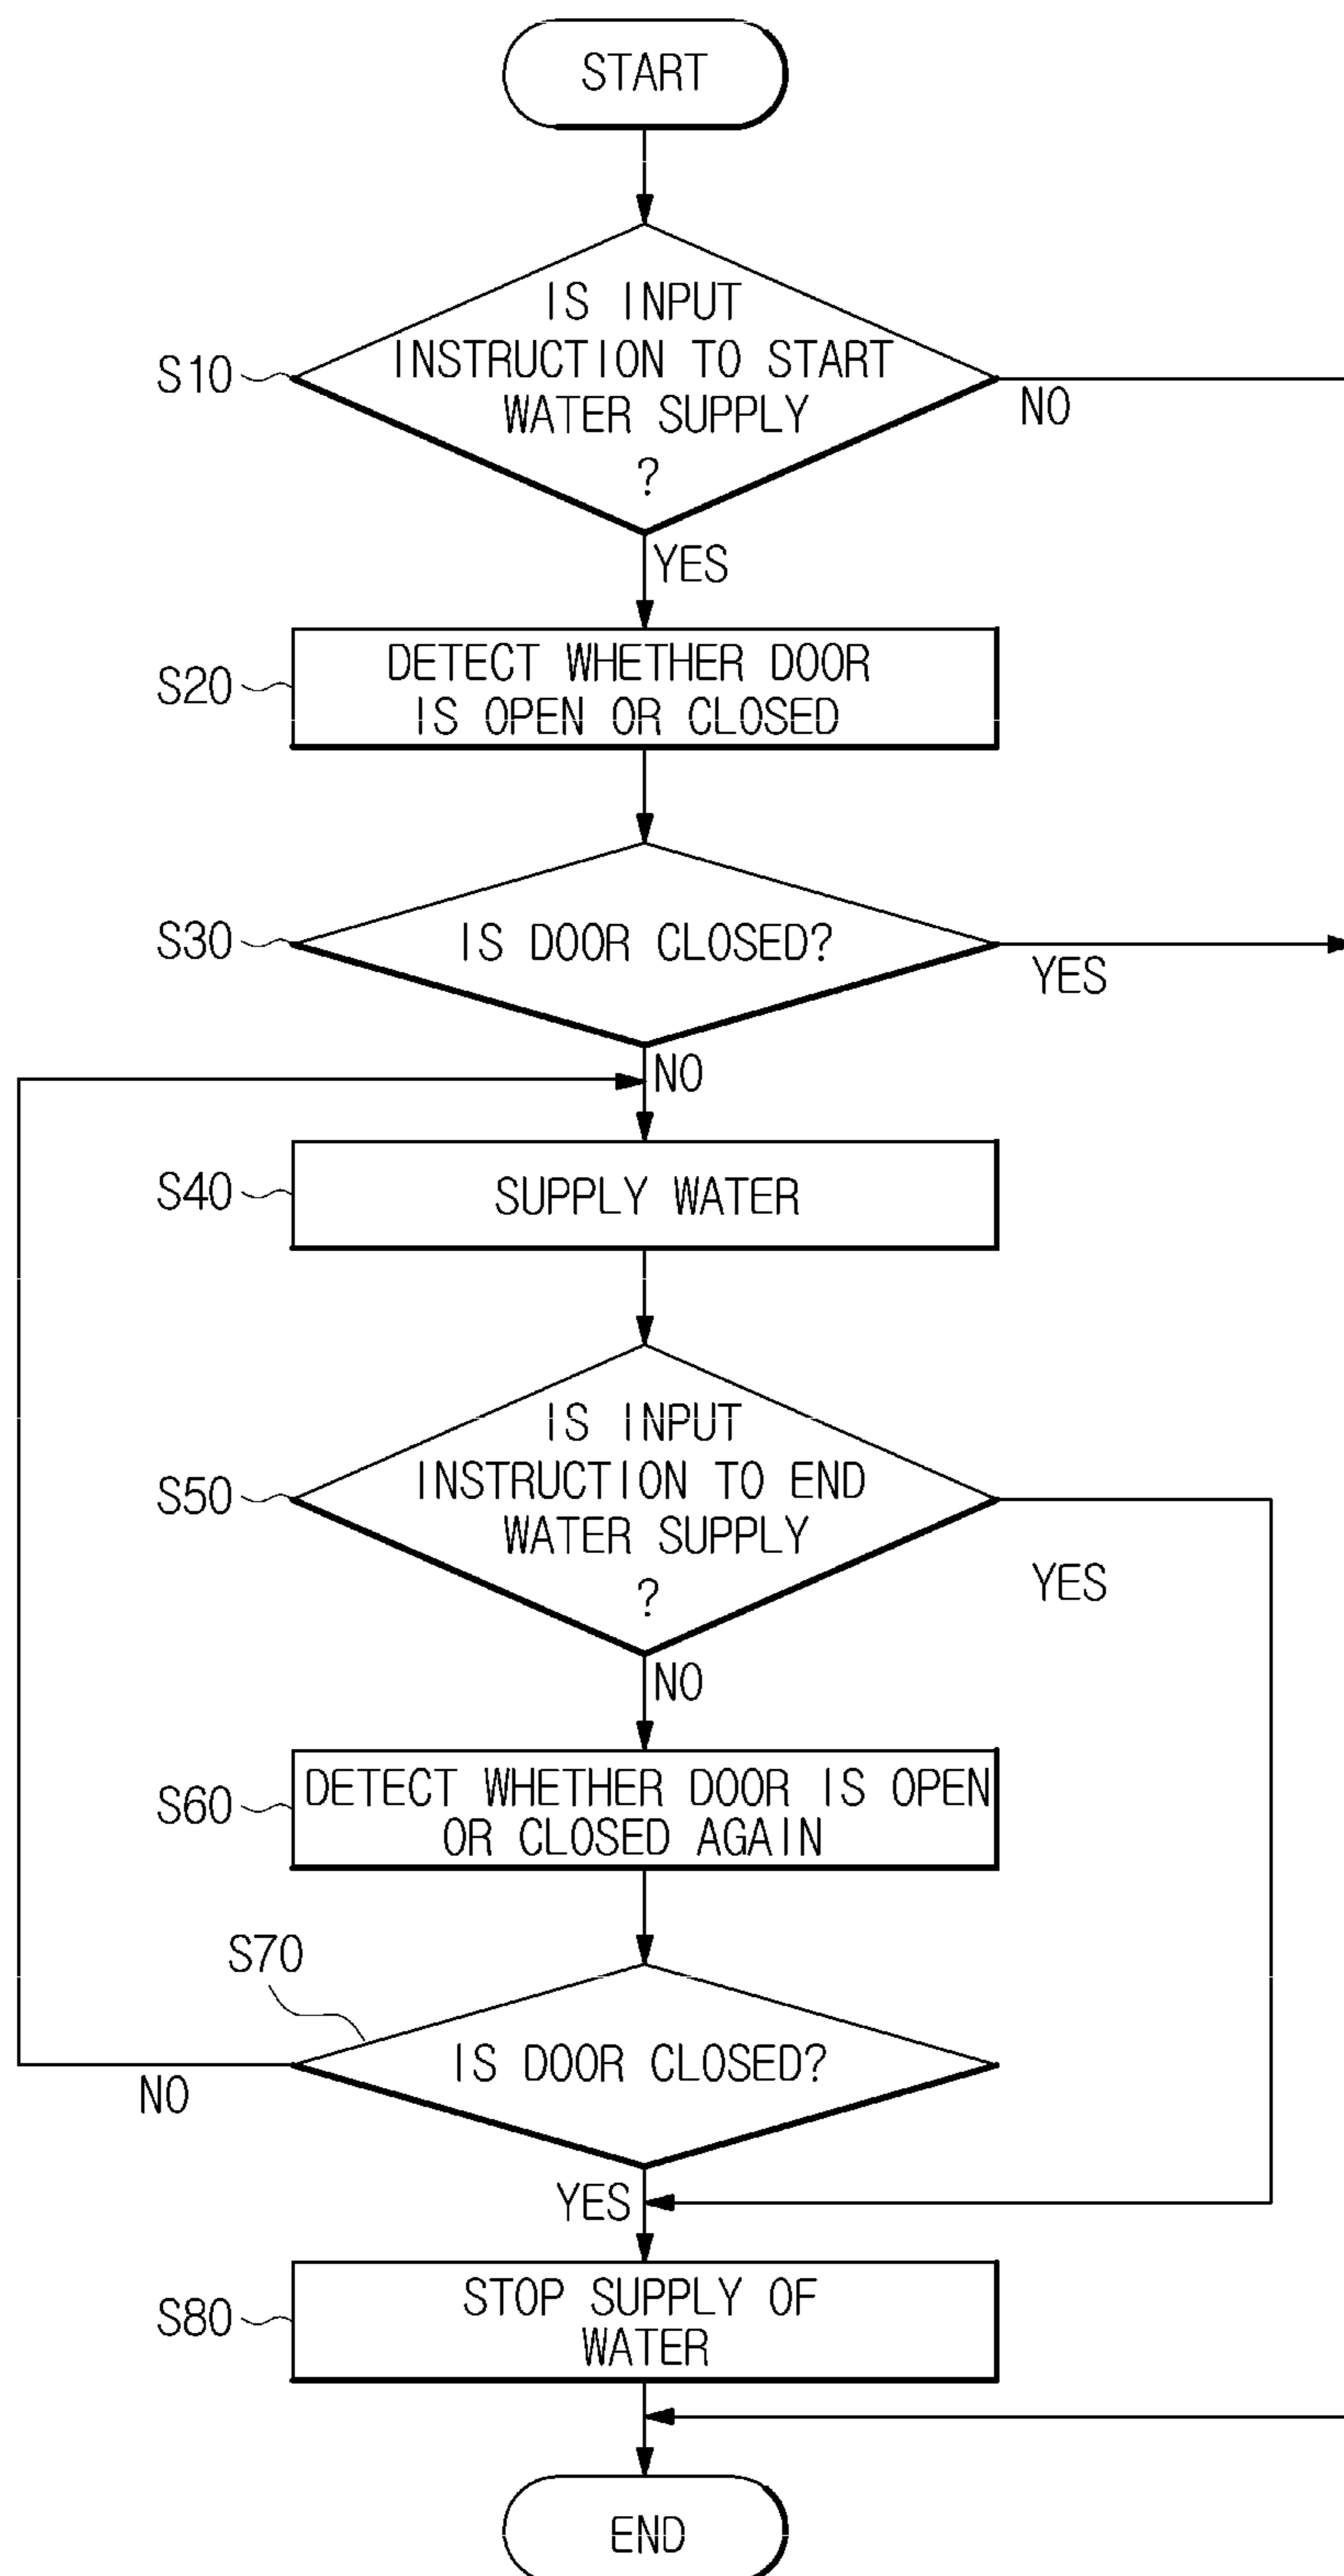 START
IS INPUT
INSTRUCTION TO START
WATER SUPPLY
?
S10
NO
YES
S20
DETECT WHETHER DOOR
IS OPEN OR CLOSED
S30
IS DOOR CLOSED?
YES
NO
S40
SUPPLY WATER
IS INPUT
INSTRUCTION TO END
WATER SUPPLY
?
S50
YES
NO
S60
DETECT WHETHER DOOR IS OPEN
OR CLOSED AGAIN
S70
IS DOOR CLOSED?
NO
YES
S80
STOP SUPPLY OF
WATER
END